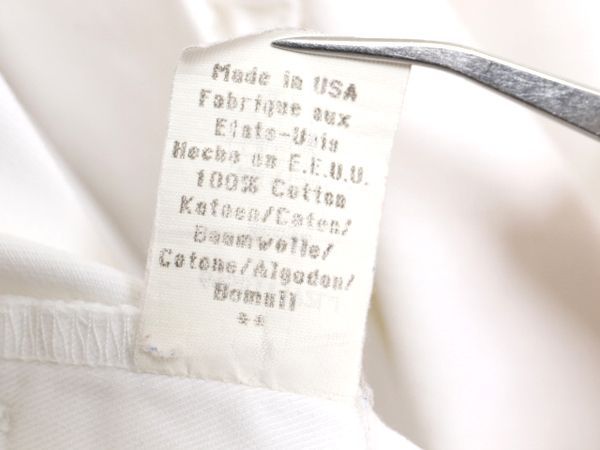 Made in USA
Fabrique aux
Etats-Unis
Hecho en E.E.U.U.
100% Cotton
Katoen/Coton/
Baumwolle/
Cotone/Algodon/
Bomull
**